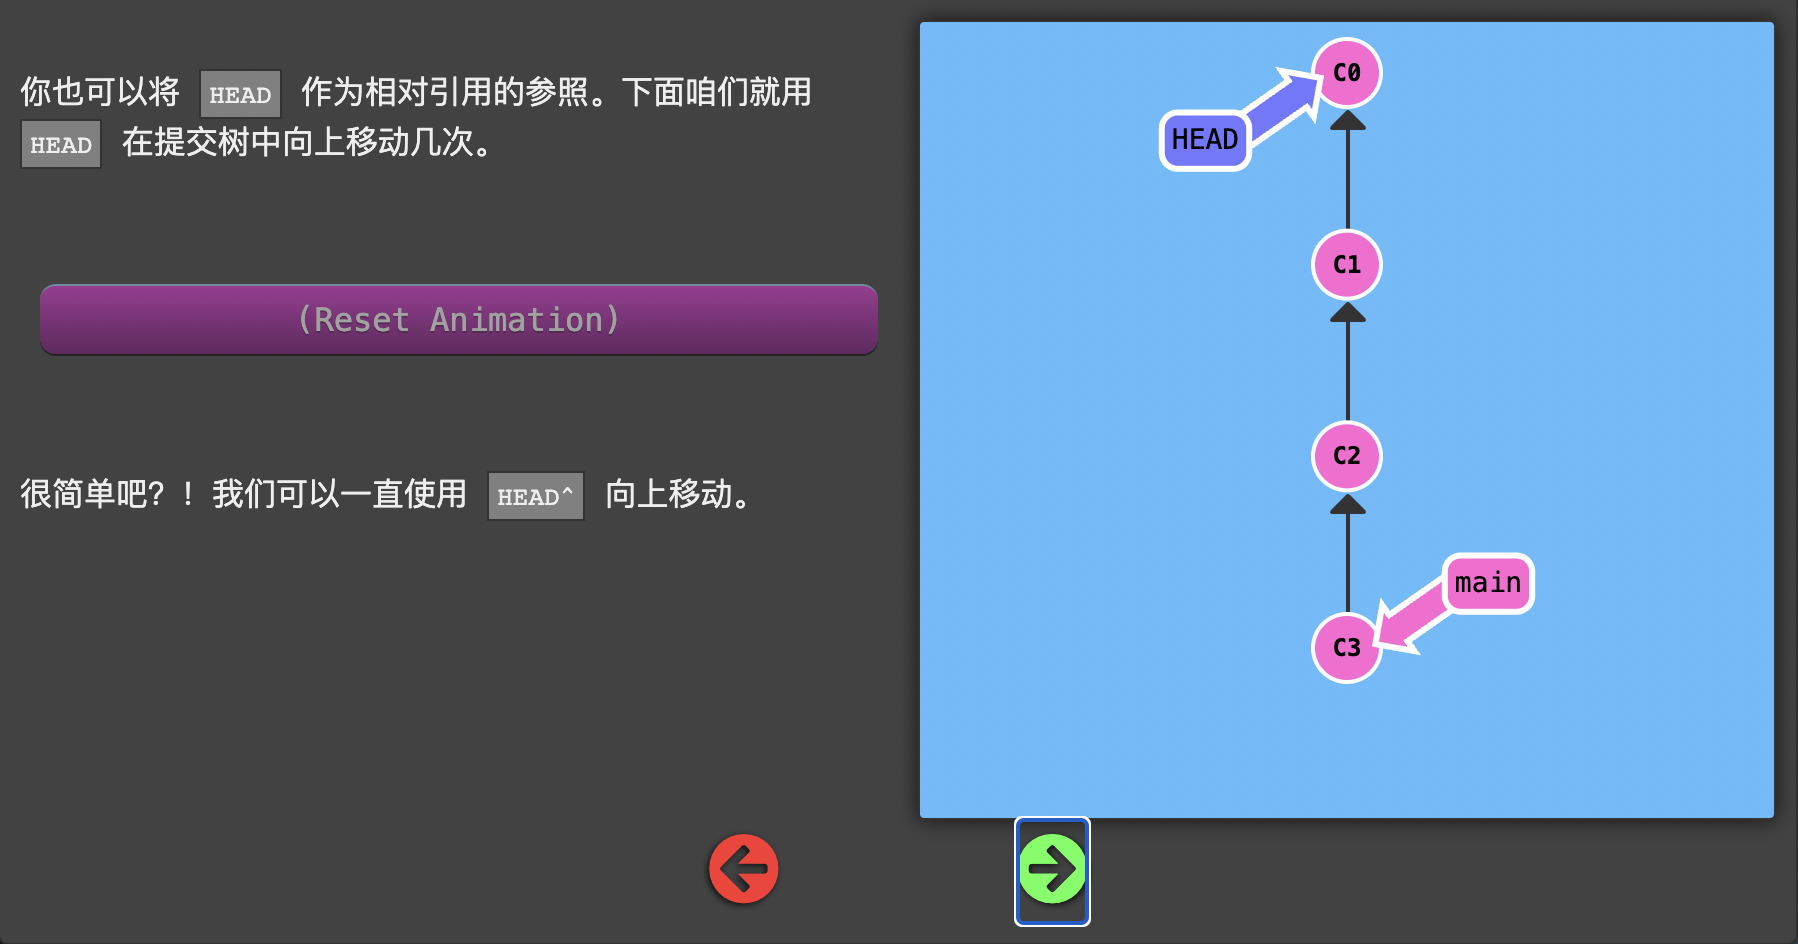 你也可以将 HEAD 作为相对引用的参照。下面咱们就用
HEAD 在提交树中向上移动几次。
(Reset Animation)
很简单吧？！我们可以一直使用 HEAD^ 向上移动。
C0
HEAD
C1
C2
main
C3